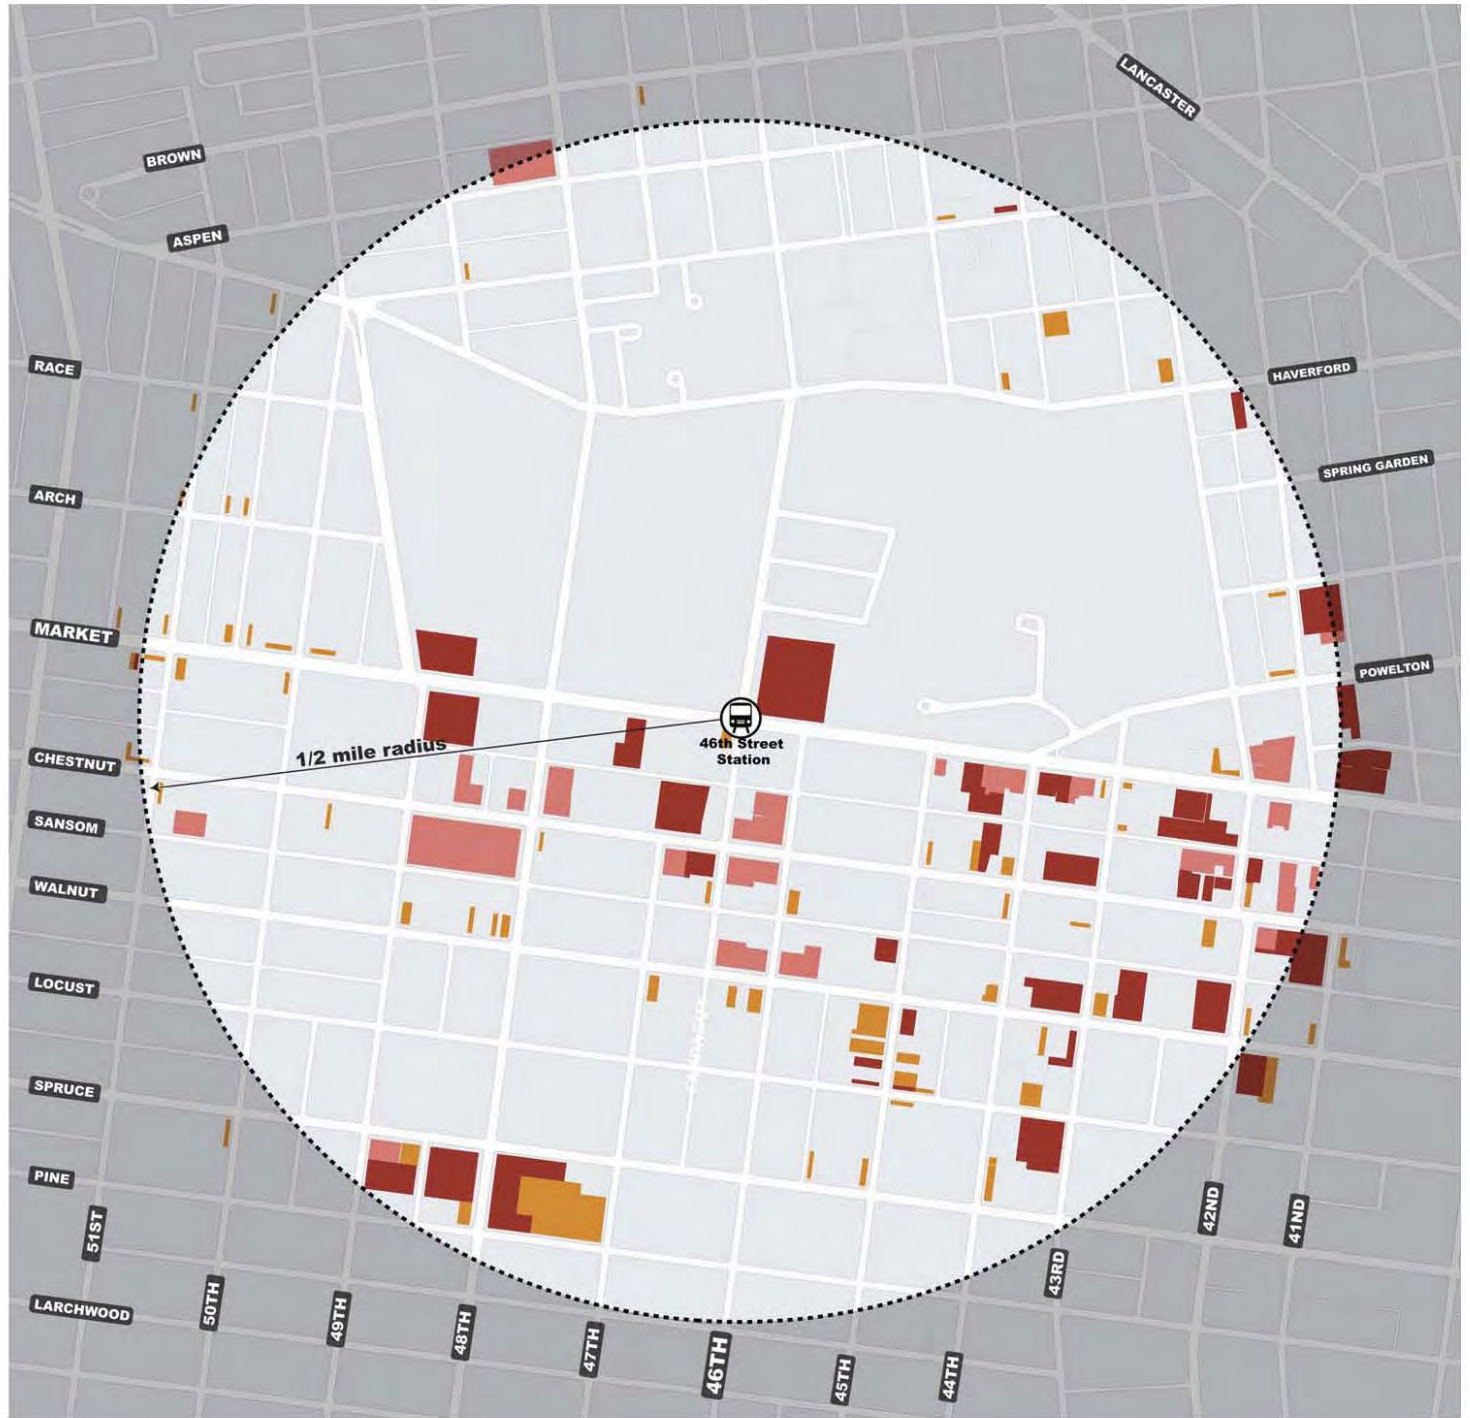 LANCASTER
BROWN
ASPEN
RACE
HAVERFORD
SPRING GARDEN
ARCH
MARKET
POWELTON
46th Street
Station
1/2 mile radius
CHESTNUT
SANSOM
WALNUT
LOCUST
SPRUCE
PINE
51ST
42ND
41ND
43RD
50TH
LARCHWOOD
49TH
48TH
47TH
46TH
45TH
44TH